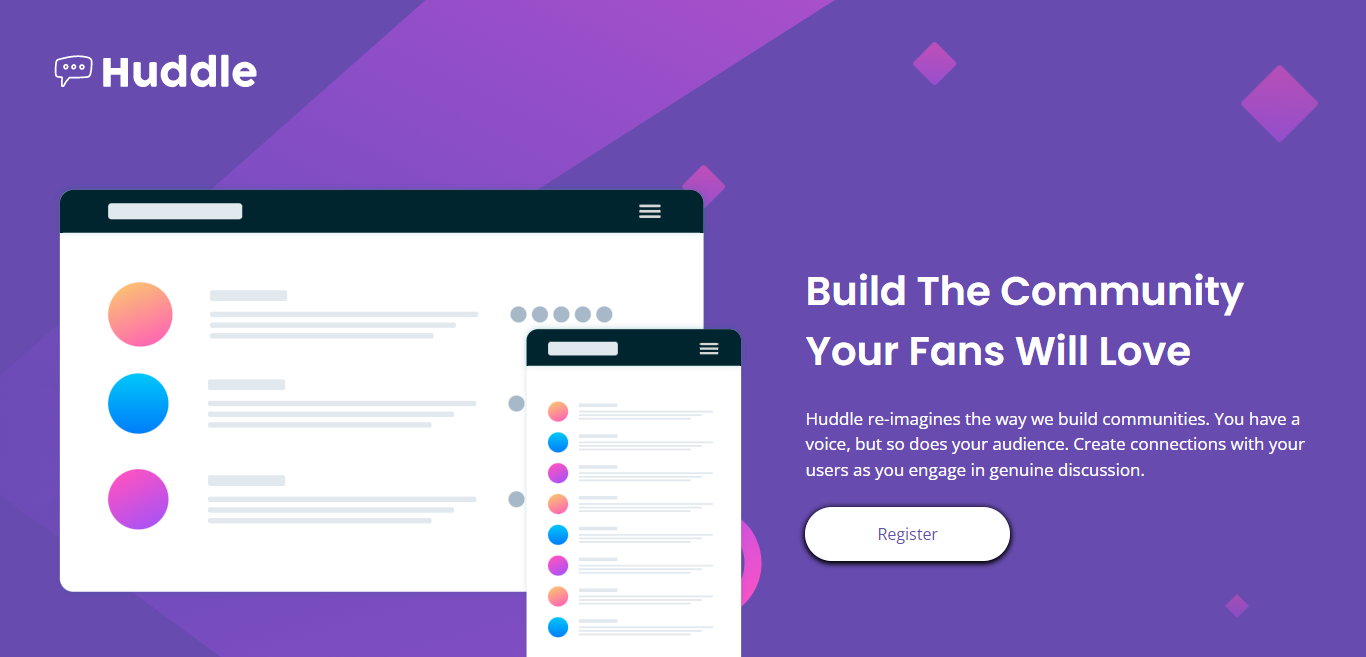 Huddle
Build The Community
Your Fans Will Love
Huddle re-imagines the way we build communities. You have a
voice, but so does your audience. Create connections with your
users as you engage in genuine discussion.
Register